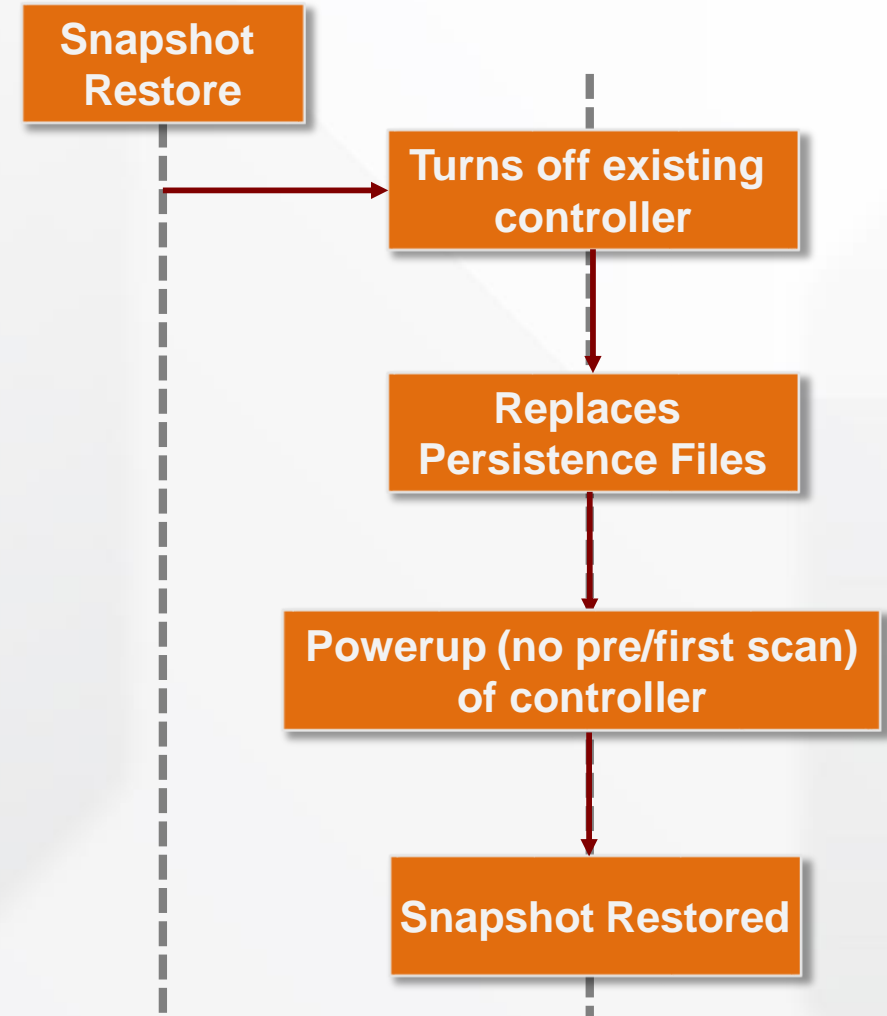 Snapshot
Restore
Turns off existing
controller
Replaces
Persistence Files
Powerup (no pre/first scan)
of controller
Snapshot Restored